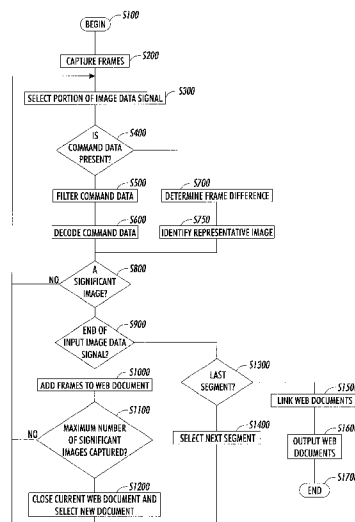 BEGIN
S100
CAPTURE FRAMES
S200
SELECT PORTION OF IMAGE DATA SIGNAL
S300
IS
COMMAND DATA
PRESENT?
S400
FILTER COMMAND DATA
S500
DETERMINE FRAME DIFFERENCE
S700
DECODE COMMAND DATA
S600
IDENTIFY REPRESENTATIVE IMAGE
S750
A
SIGNIFICANT
IMAGE?
S800
NO
END OF
INPUT IMAGE DATA
SIGNAL?
S900
ADD FRAMES TO WEB DOCUMENT
S1000
MAXIMUM NUMBER
OF SIGNIFICANT
IMAGES CAPTURED?
S1100
NO
CLOSE CURRENT WEB DOCUMENT AND
SELECT NEW DOCUMENT
S1200
LAST
SEGMENT?
S1300
SELECT NEXT SEGMENT
S1400
LINK WEB DOCUMENTS
S150
OUTPUT WEB
DOCUMENTS
S1600
END
S170